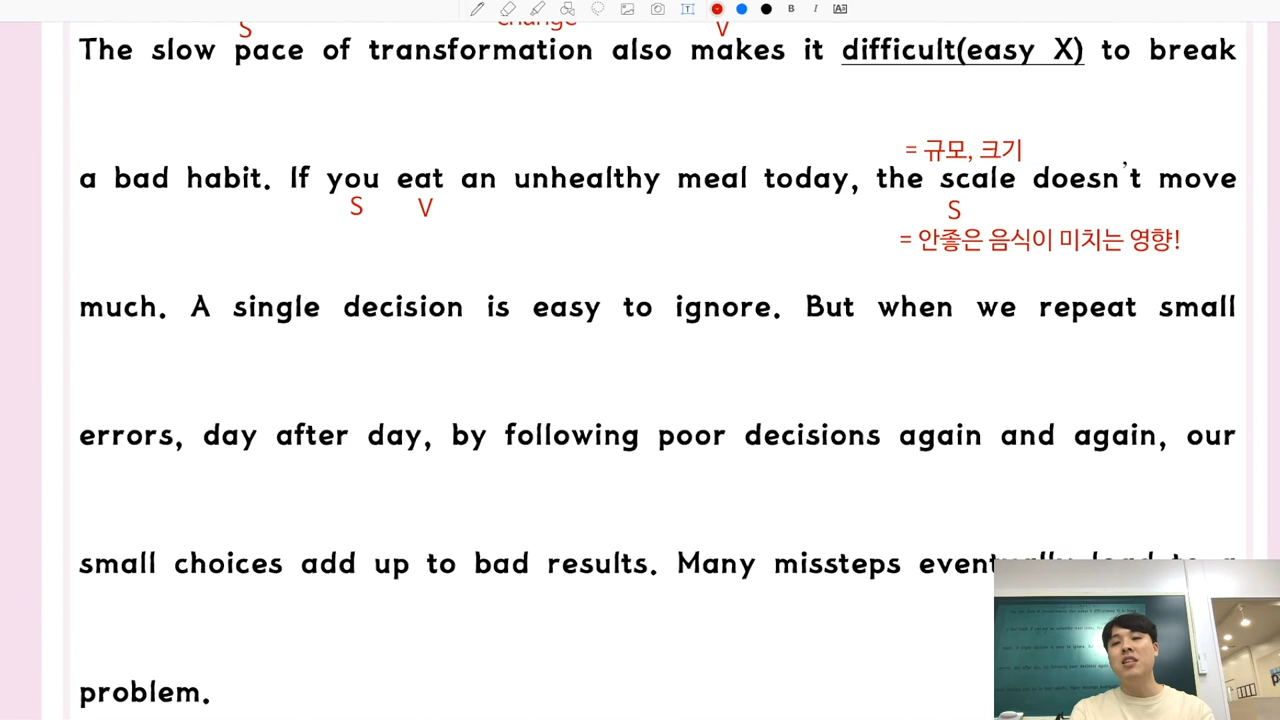 S change V
The slow pace of transformation also makes it difficult(easy X) to break
= 규모, 크기
a bad habit. If you eat an unhealthy meal today, the scale doesn't move
S V S
= 안좋은 음식이 미치는 영향!
much. A single decision is easy to ignore. But when we repeat small
errors, day after day, by following poor decisions again and again, our
small choices add up to bad results. Many missteps
problem.